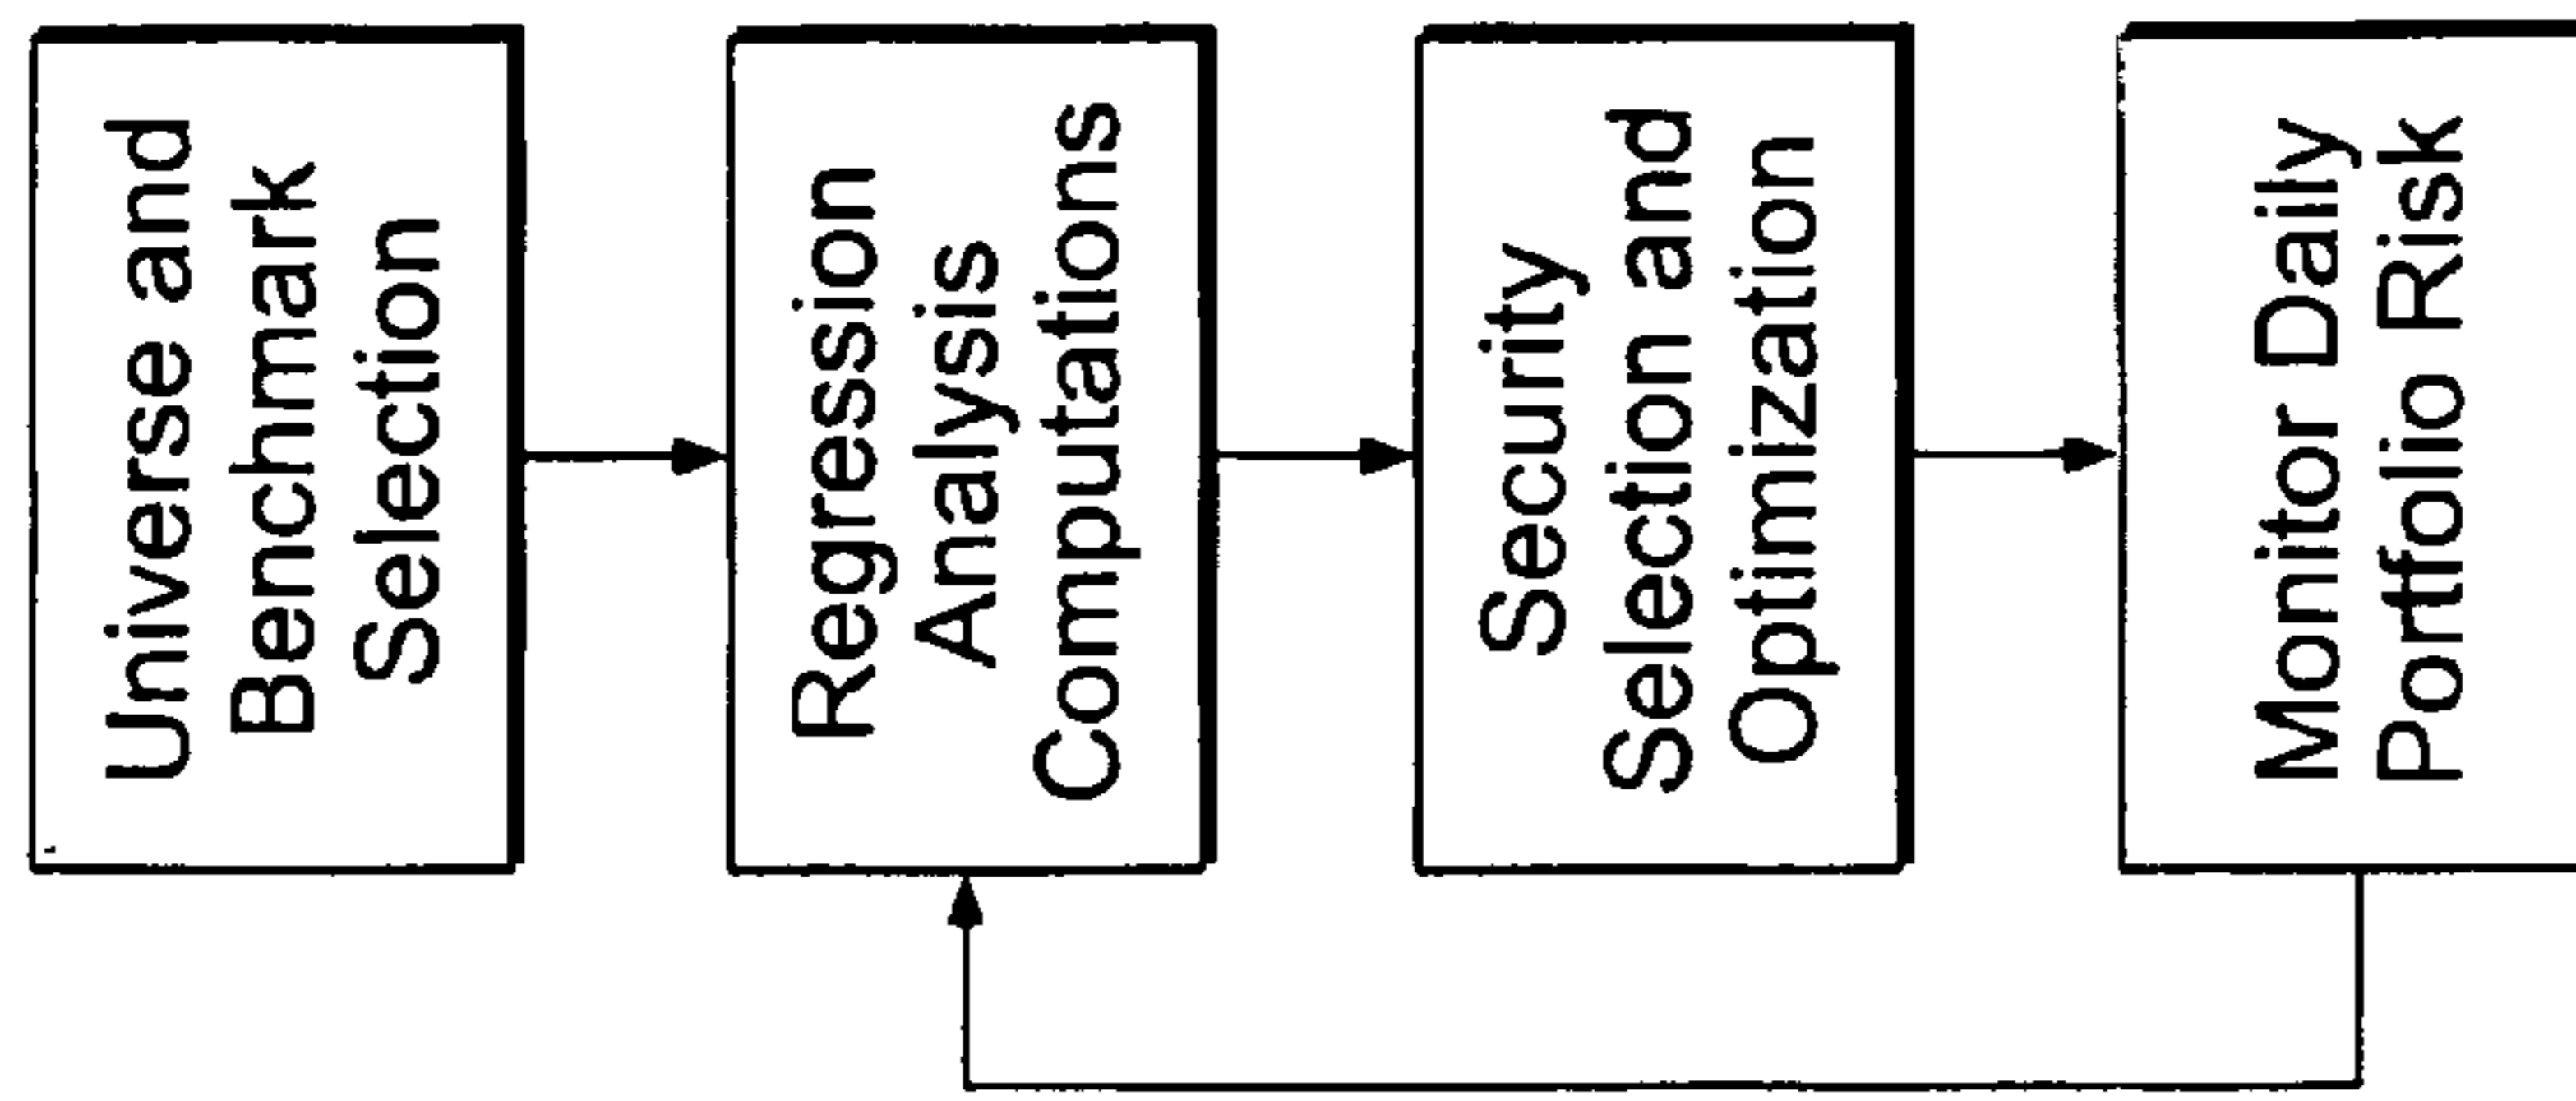 Universe and
Benchmark
Selection
Regression
Analysis
Computations
Security
Selection and
Optimization
Monitor Daily
Portfolio Risk